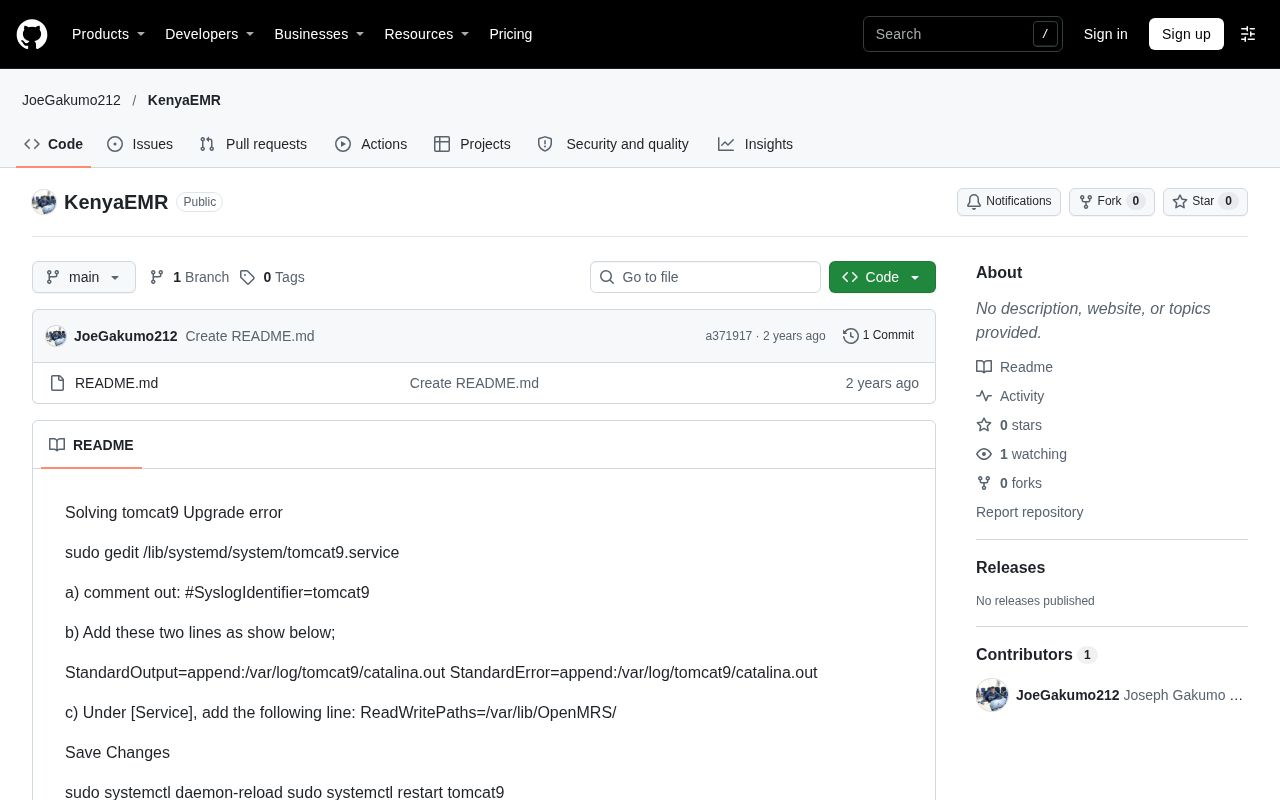 Products Developers Businesses Resources Pricing Search / Sign in Sign up
JoeGakumo212 / KenyaEMR
Code Issues Pull requests Actions Projects Security and quality Insights
KenyaEMR Public Notifications Fork 0 Star 0
main 1 Branch 0 Tags Go to file Code
JoeGakumo212 Create README.md a371917 · 2 years ago 1 Commit
README.md Create README.md 2 years ago
README
Solving tomcat9 Upgrade error
sudo gedit /lib/systemd/system/tomcat9.service
a) comment out: #SyslogIdentifier=tomcat9
b) Add these two lines as show below;
StandardOutput=append:/var/log/tomcat9/catalina.out StandardError=append:/var/log/tomcat9/catalina.out
c) Under [Service], add the following line: ReadWritePaths=/var/lib/OpenMRS/
Save Changes
sudo systemctl daemon-reload sudo systemctl restart tomcat9
About
No description, website, or topics
provided.
Readme
Activity
0 stars
1 watching
0 forks
Report repository
Releases
No releases published
Contributors 1
JoeGakumo212 Joseph Gakumo …